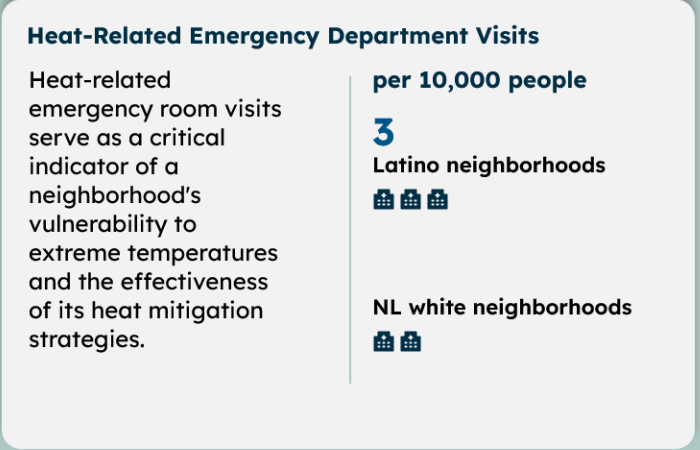 Heat-Related Emergency Department Visits
Heat-related
emergency room visits
serve as a critical
indicator of a
neighborhood's
vulnerability to
extreme temperatures
and the effectiveness
of its heat mitigation
strategies.
per 10,000 people
3
Latino neighborhoods
NL white neighborhoods